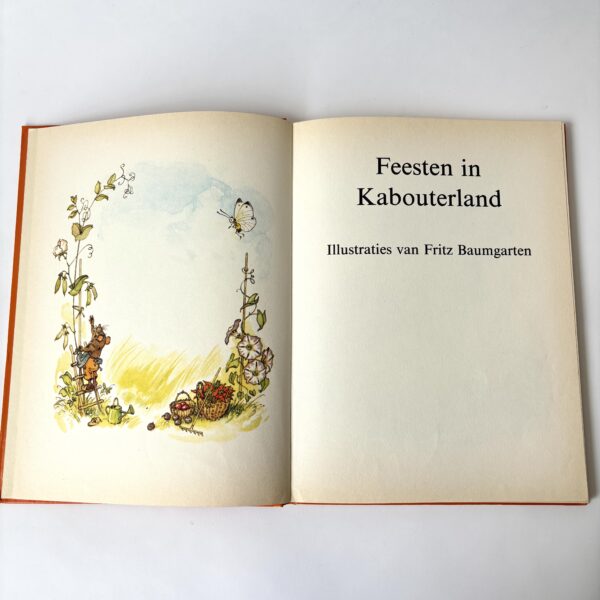 Feesten in
Kabouterland
Illustraties van Fritz Baumgarten